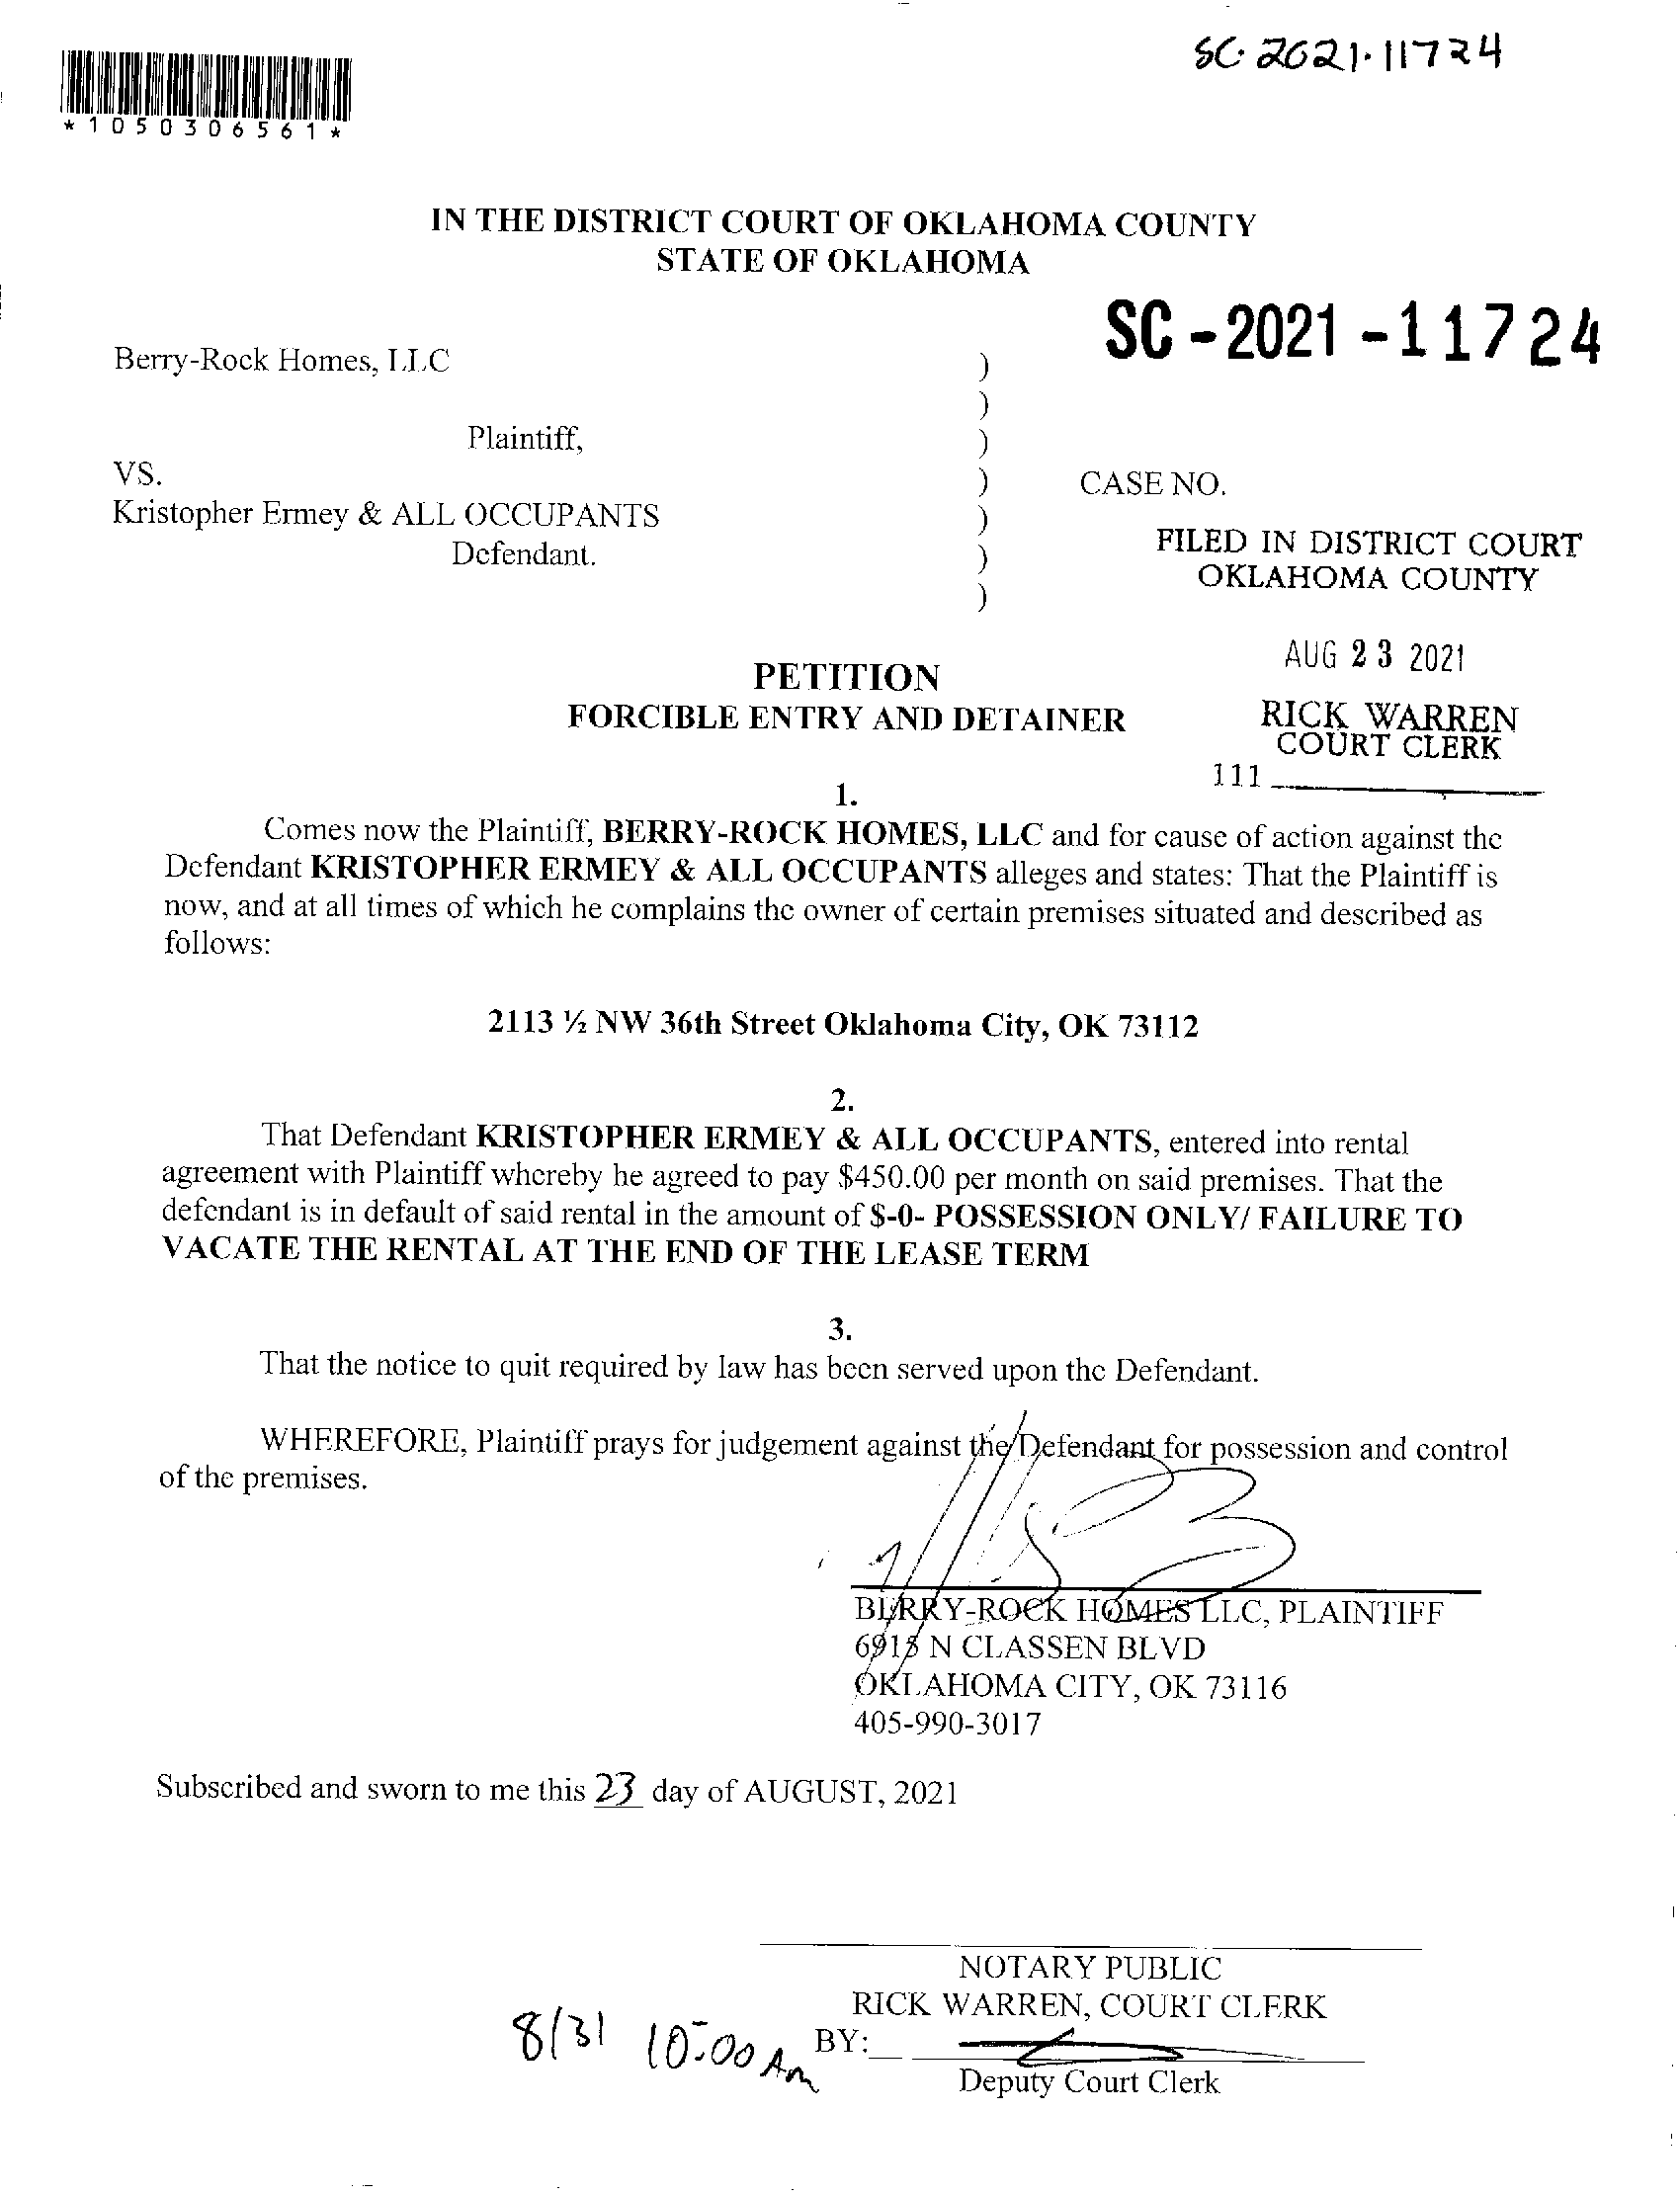 SC-2021-11724
*1050306561*
IN THE DISTRICT COURT OF OKLAHOMA COUNTY
STATE OF OKLAHOMA
SC-2021-11724
Berry-Rock Homes, LLC )
)
Plaintiff, )
VS. ) CASE NO.
Kristopher Ermey & ALL OCCUPANTS )
Defendant. )
)
FILED IN DISTRICT COURT
OKLAHOMA COUNTY
AUG 23 2021
RICK WARREN
COURT CLERK
111
PETITION
FORCIBLE ENTRY AND DETAINER
1.
Comes now the Plaintiff, BERRY-ROCK HOMES, LLC and for cause of action against the
Defendant KRISTOPHER ERMEY & ALL OCCUPANTS alleges and states: That the Plaintiff is
now, and at all times of which he complains the owner of certain premises situated and described as
follows:
2113 ½ NW 36th Street Oklahoma City, OK 73112
2.
That Defendant KRISTOPHER ERMEY & ALL OCCUPANTS, entered into rental
agreement with Plaintiff whereby he agreed to pay $450.00 per month on said premises. That the
defendant is in default of said rental in the amount of $-0- POSSESSION ONLY/ FAILURE TO
VACATE THE RENTAL AT THE END OF THE LEASE TERM
3.
That the notice to quit required by law has been served upon the Defendant.
WHEREFORE, Plaintiff prays for judgement against the Defendant for possession and control
of the premises.
BERRY-ROCK HOMES LLC, PLAINTIFF
6915 N CLASSEN BLVD
OKLAHOMA CITY, OK 73116
405-990-3017
Subscribed and sworn to me this 23 day of AUGUST, 2021
NOTARY PUBLIC
RICK WARREN, COURT CLERK
8/31 10:00 Am BY:
Deputy Court Clerk